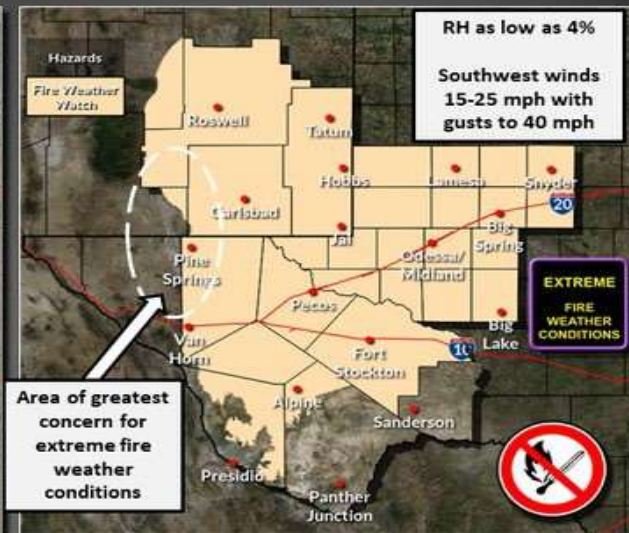 Hazards
Fire Weather
Watch
RH as low as 4%
Southwest winds
15-25 mph with
gusts to 40 mph
Roswell
Tatum
Hobbs
Lamesa
Snyder
Carlsbad
20
Jal
Big
Spring
Odessa/
Midland
Pine
Springs
Pecos
EXTREME
FIRE
WEATHER
CONDITIONS
Van
Horn
Big
Lake
Fort
Stockton
10
Area of greatest
concern for
extreme fire
weather
conditions
Alpine
Sanderson
Presidio
Panther
Junction